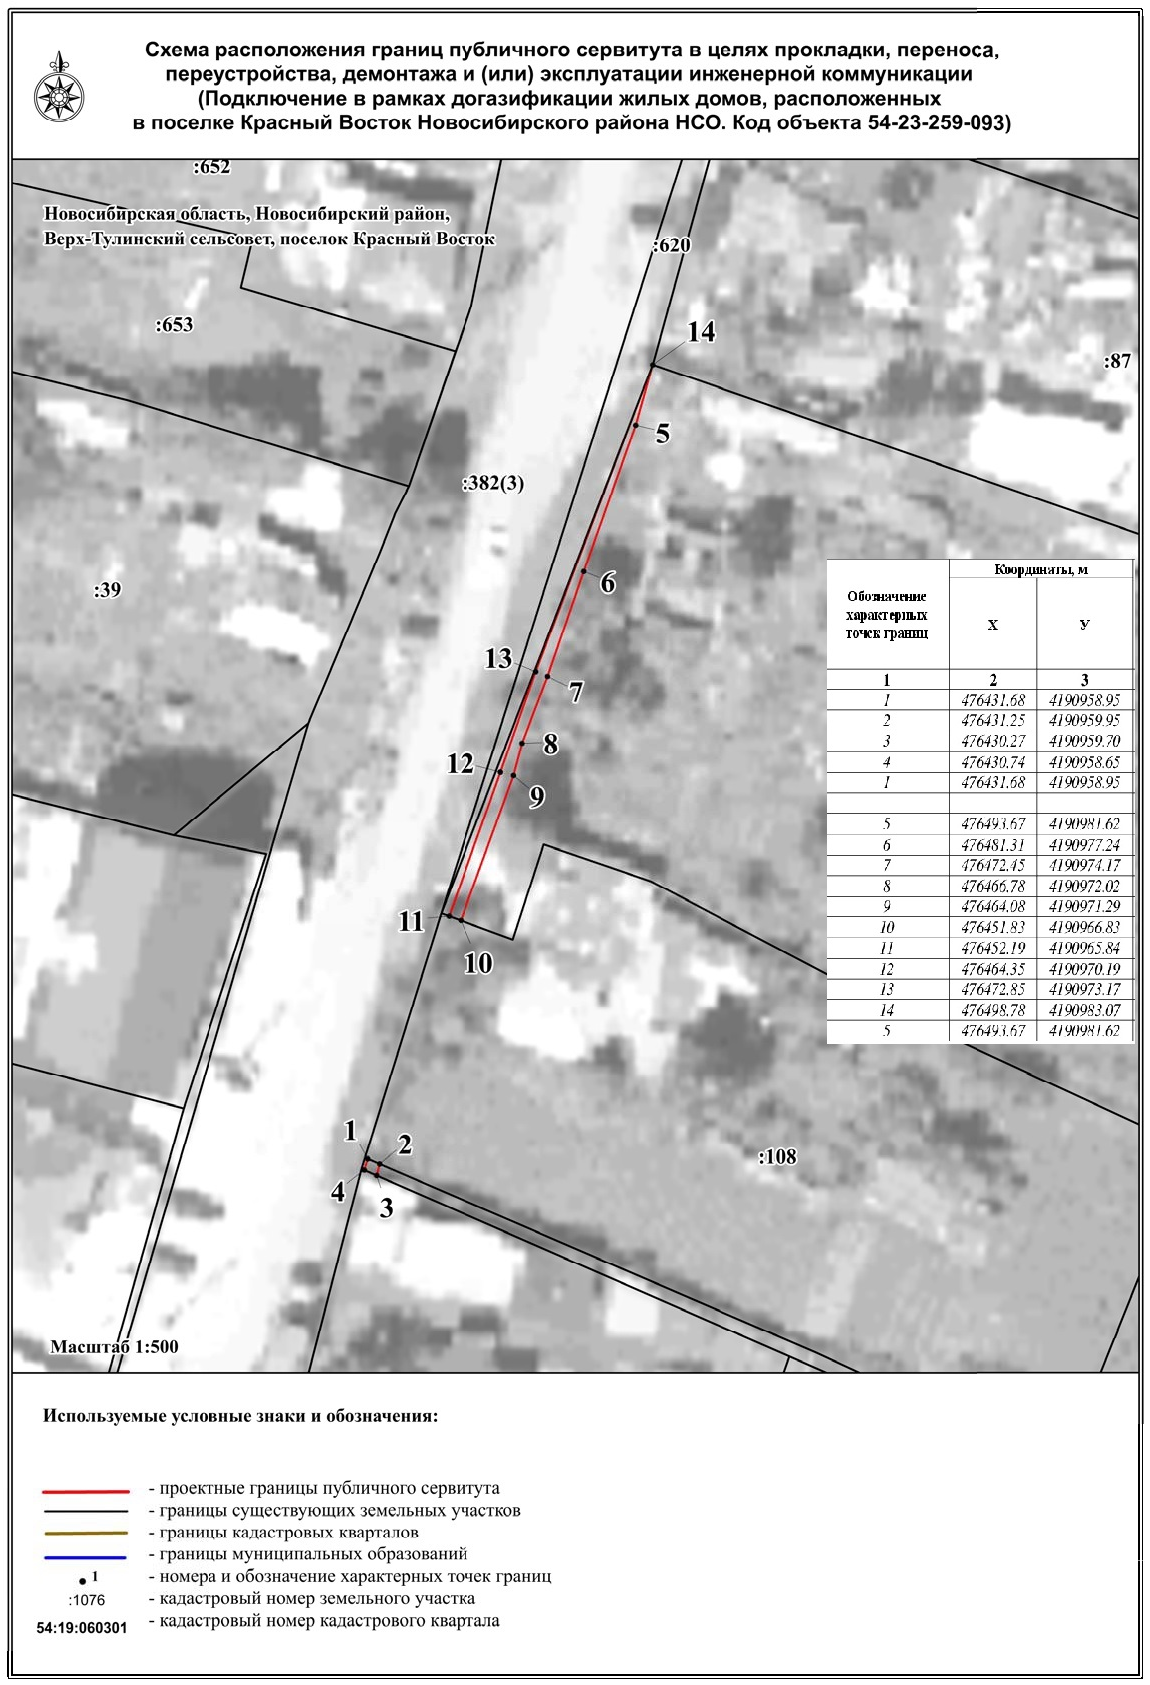 Схема расположения границ публичного сервитута в целях прокладки, переноса,
переустройства, демонтажа и (или) эксплуатации инженерной коммуникации
(Подключение в рамках догазификации жилых домов, расположенных
в поселке Красный Восток Новосибирского района НСО. Код объекта 54-23-259-093)
:652
Новосибирская область, Новосибирский район,
Верх-Тулинский сельсовет, поселок Красный Восток
:620
:653
14
:87
5
:382(3)
6
:39
13
7
8
12
9
11
10
1
2
:108
4
3
Обозначение характерных точек границ Координаты, м
Х У
1 2 3
1 476431.68 4190958.95
2 476431.25 4190959.95
3 476430.27 4190959.70
4 476430.74 4190958.65
1 476431.68 4190958.95
5 476493.67 4190981.62
6 476481.31 4190977.24
7 476472.45 4190974.17
8 476466.78 4190972.02
9 476464.08 4190971.29
10 476451.83 4190966.83
11 476452.19 4190965.84
12 476464.35 4190970.19
13 476472.85 4190973.17
14 476498.78 4190983.07
5 476493.67 4190981.62
Масштаб 1:500
Используемые условные знаки и обозначения:
- проектные границы публичного сервитута
- границы существующих земельных участков
- границы кадастровых кварталов
- границы муниципальных образований
1 - номера и обозначение характерных точек границ
:1076 - кадастровый номер земельного участка
54:19:060301 - кадастровый номер кадастрового квартала